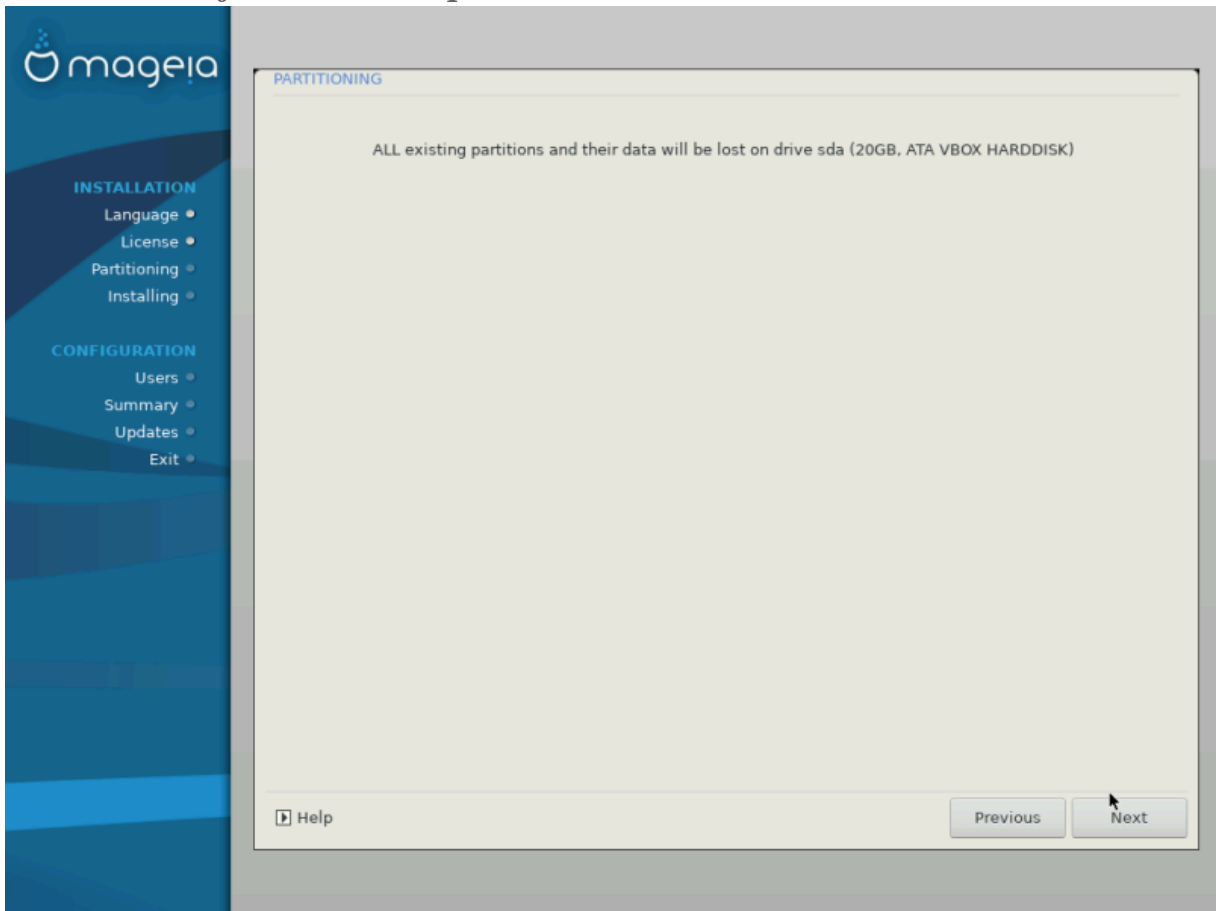 mageia
PARTITIONING
ALL existing partitions and their data will be lost on drive sda (20GB, ATA VBOX HARDDISK)
INSTALLATION
Language
License
Partitioning
Installing
CONFIGURATION
Users
Summary
Updates
Exit
Help
Previous
Next